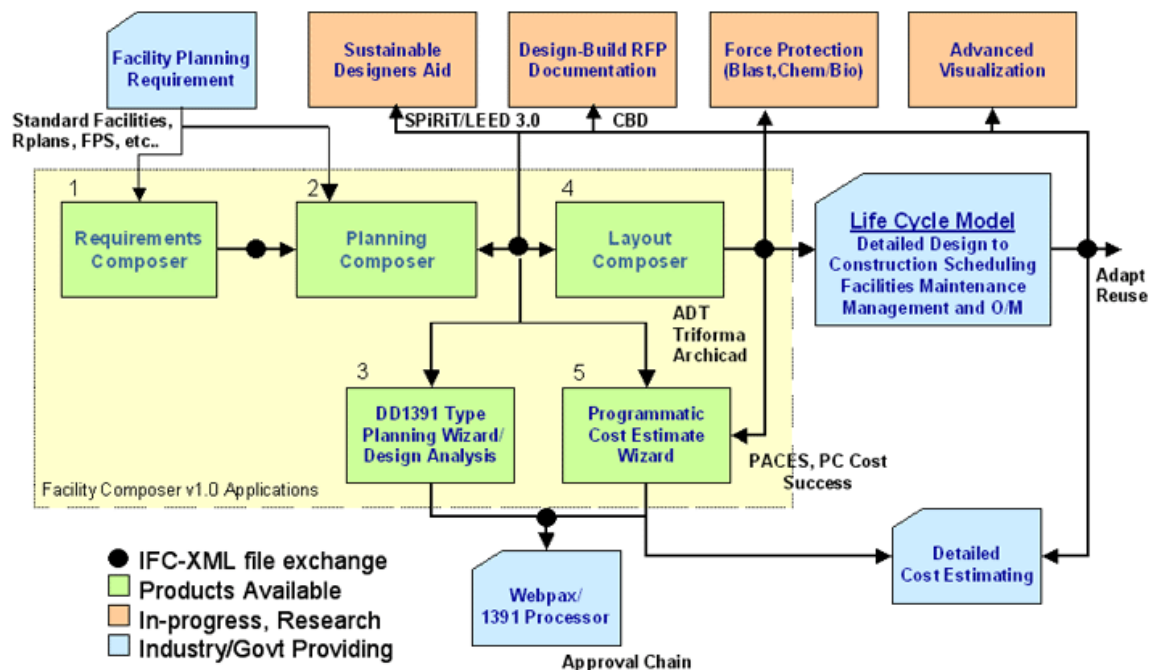 Facility Planning
Requirement
Sustainable
Designers Aid
Design-Build RFP
Documentation
Force Protection
(Blast,Chem/Bio)
Advanced
Visualization
Standard Facilities,
Rplans, FPS, etc..
SPiRiT/LEED 3.0
CBD
1
Requirements
Composer
2
Planning
Composer
4
Layout
Composer
Life Cycle Model
Detailed Design to
Construction Scheduling
Facilities Maintenance
Management and O/M
Adapt
Reuse
ADT
Triforma
Archicad
3
DD1391 Type
Planning Wizard/
Design Analysis
5
Programmatic
Cost Estimate
Wizard
PACES, PC Cost
Success
Facility Composer v1.0 Applications
IFC-XML file exchange
Products Available
In-progress, Research
Industry/Govt Providing
Webpax/
1391 Processor
Approval Chain
Detailed
Cost Estimating